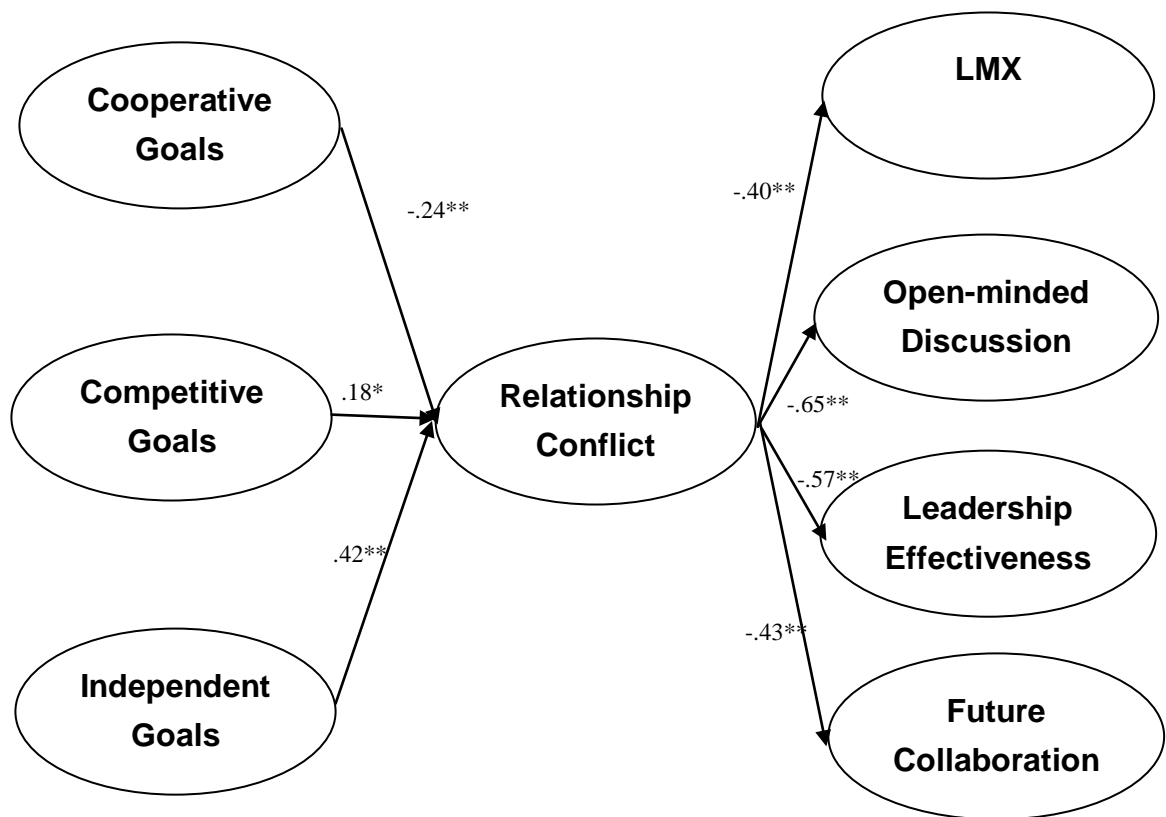 Cooperative
Goals
-.24**
Competitive
Goals
.18*
Independent
Goals
.42**
Relationship
Conflict
LMX
-.40**
Open-minded
Discussion
-.65**
Leadership
Effectiveness
-.57**
Future
Collaboration
-.43**